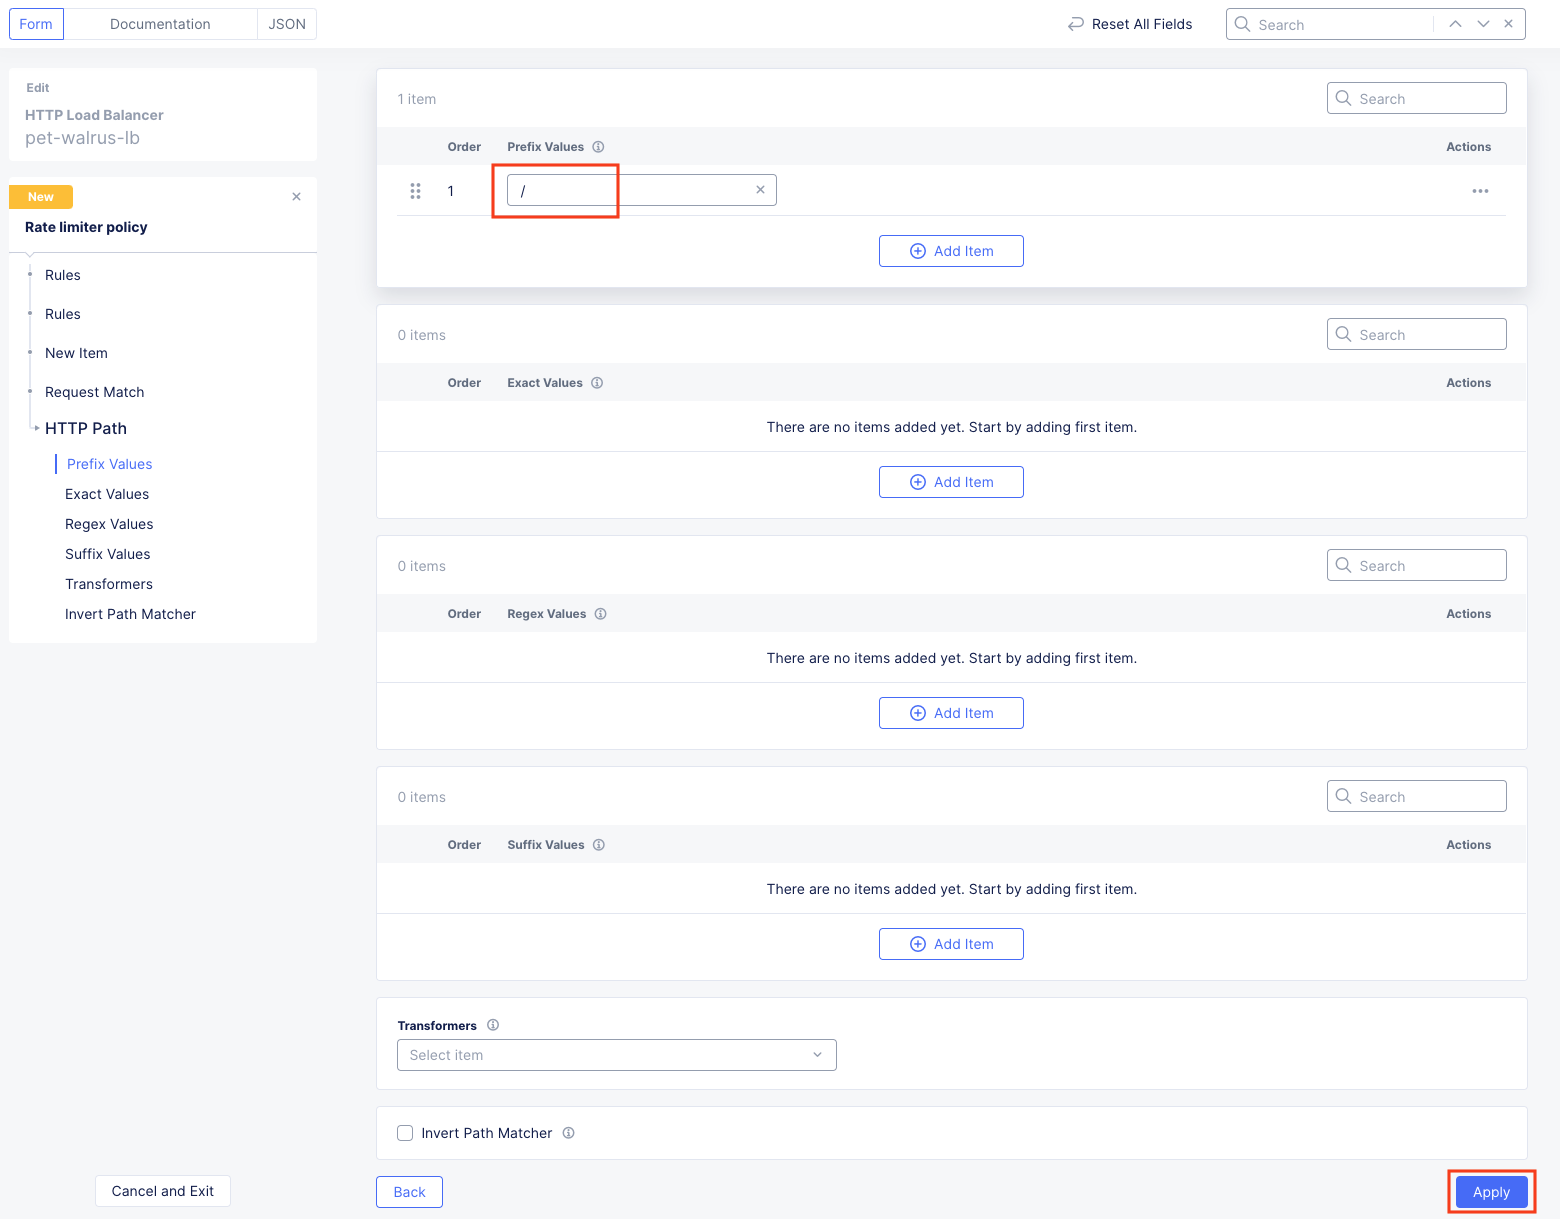 Form Documentation JSON Reset All Fields Search
Edit
HTTP Load Balancer
pet-walrus-lb
New
Rate limiter policy
Rules
Rules
New Item
Request Match
HTTP Path
Prefix Values
Exact Values
Regex Values
Suffix Values
Transformers
Invert Path Matcher
Cancel and Exit
1 item Search
Order Prefix Values Actions
1 /
Add Item
0 items Search
Order Exact Values Actions
There are no items added yet. Start by adding first item.
Add Item
0 items Search
Order Regex Values Actions
There are no items added yet. Start by adding first item.
Add Item
0 items Search
Order Suffix Values Actions
There are no items added yet. Start by adding first item.
Add Item
Transformers
Select item
Invert Path Matcher
Back Apply